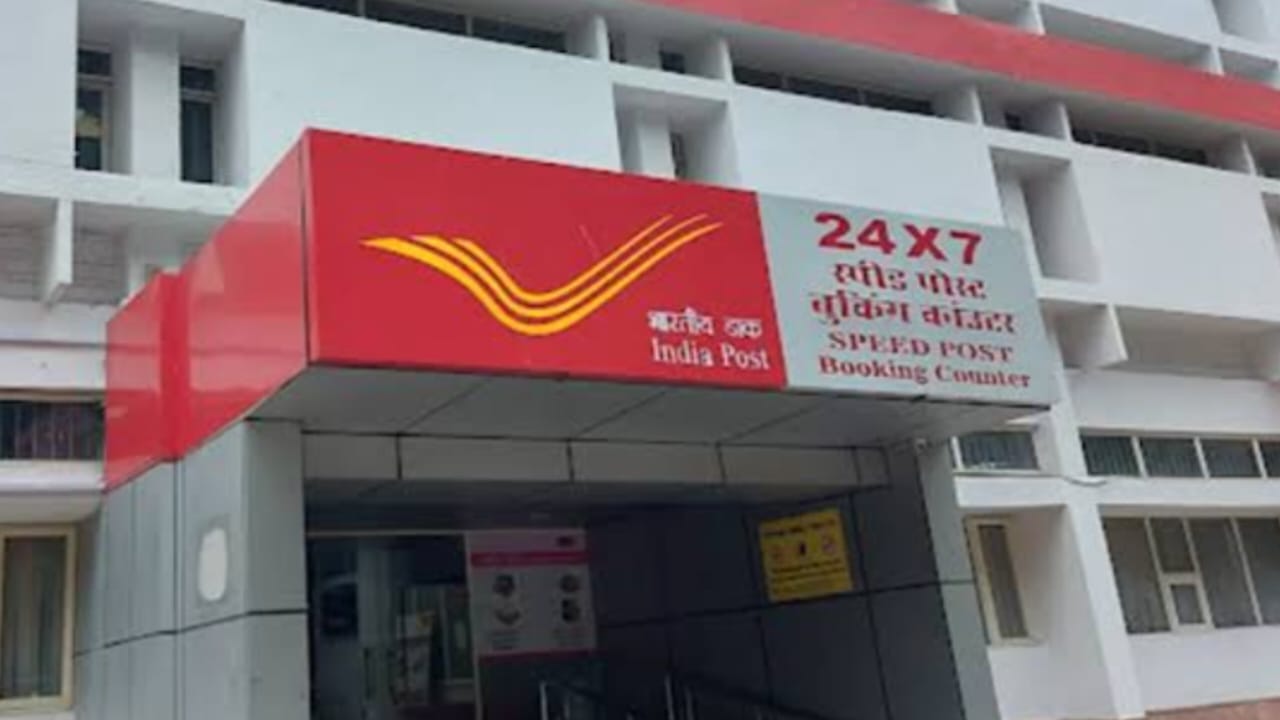 भारतीय डाक
India Post
24X7
स्पीड पोस्ट
बुकिंग काउंटर
SPEED POST
Booking Counter